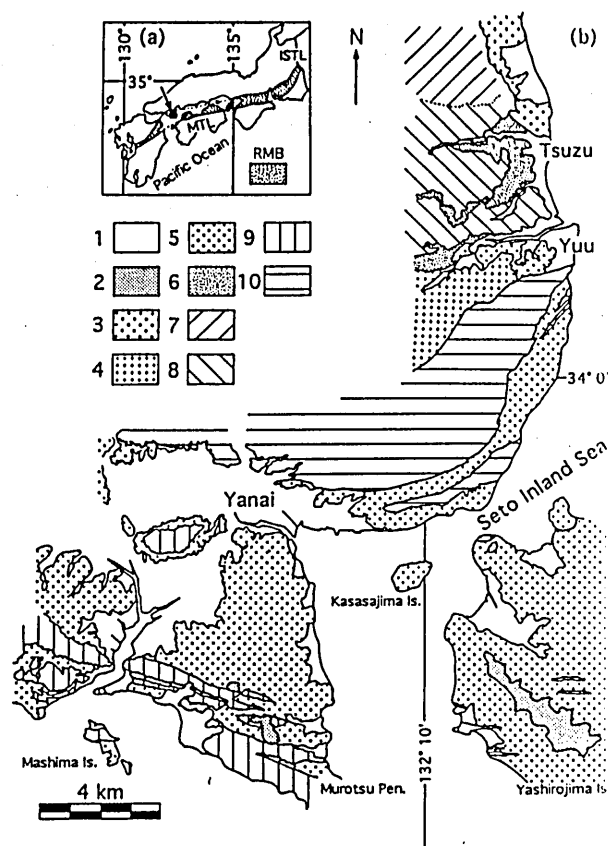 (a)
130°
135°
ISTL
35°
MTL
Pacific Ocean
RMB
N
(b)
Tsuzu
Yuu
1 5 9
2 6 10
3 7
4 8
34° 0'
Seto Inland Sea
Yanai
Kasasajima Is.
132° 10'
Mashima Is.
Murotsu Pen.
Yashirojima Is
4 km